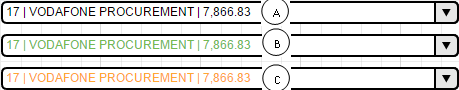 17 | VODAFONE PROCUREMENT | 7,866.83 A
17 | VODAFONE PROCUREMENT | 7,866.83 B
17 | VODAFONE PROCUREMENT | 7,866.83 C